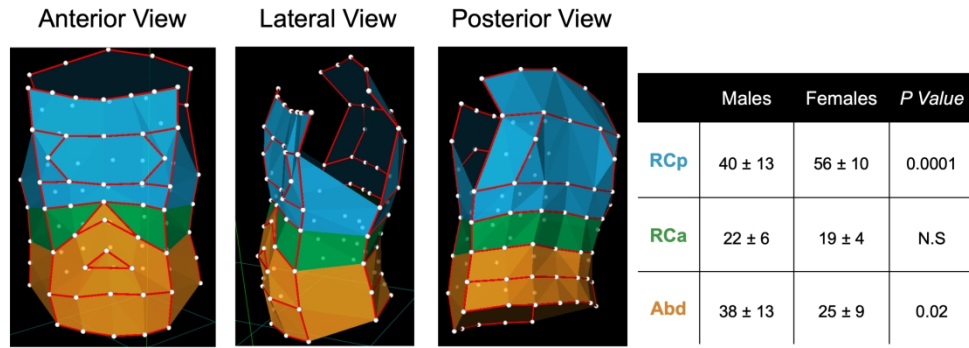 Anterior View Lateral View Posterior View
Males Females P Value
RCp 40 ± 13 56 ± 10 0.0001
RCa 22 ± 6 19 ± 4 N.S
Abd 38 ± 13 25 ± 9 0.02